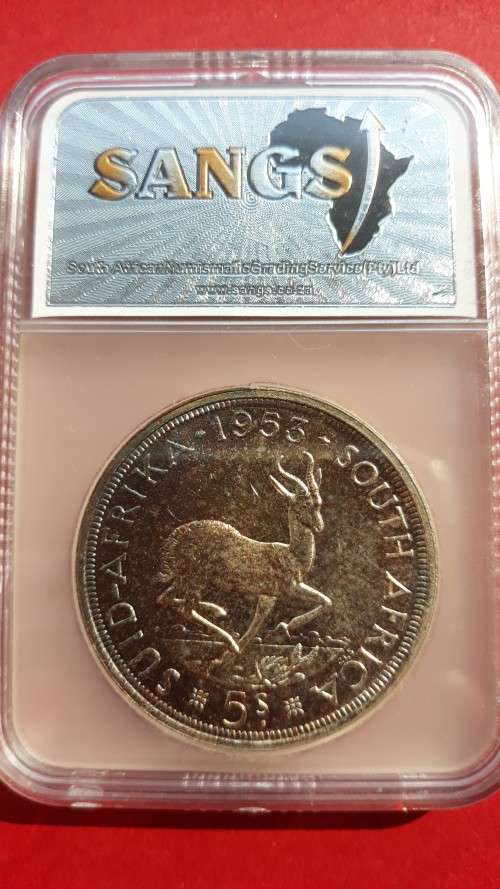 SANGS
South African Numismatic Grading Service (Pty) Ltd
www.sangs.co.za
SUID-AFRIKA - 1953 - SOUTH AFRICA
5S